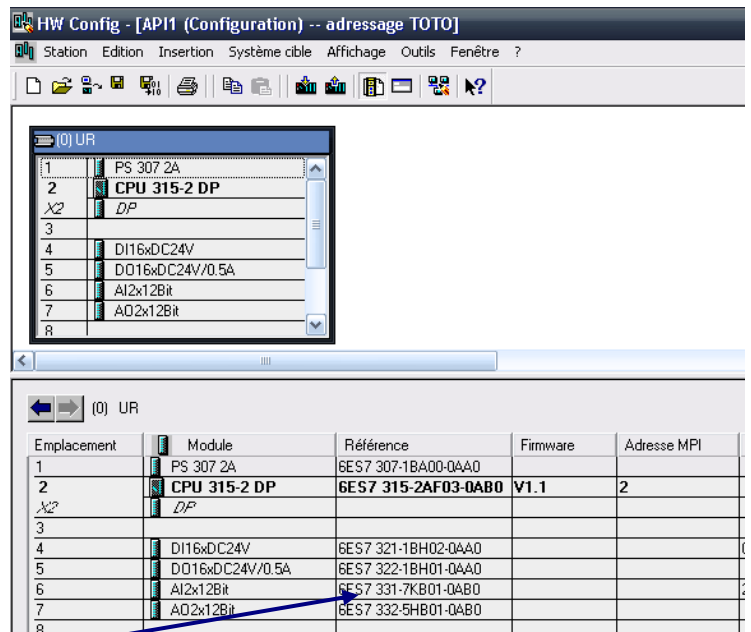 HW Config - [API1 (Configuration) -- adressage TOTO]
Station Edition Insertion Système cible Affichage Outils Fenêtre ?
(0) UR
1 PS 307 2A
2 CPU 315-2 DP
X2 DP
3
4 DI16xDC24V
5 DO16xDC24V/0.5A
6 AI2x12Bit
7 AO2x12Bit
8
(0) UR
Emplacement Module Référence Firmware Adresse MPI
1 PS 307 2A 6ES7 307-1BA00-0AA0
2 CPU 315-2 DP 6ES7 315-2AF03-0AB0 V1.1 2
X2 DP
3
4 DI16xDC24V 6ES7 321-1BH02-0AA0
5 DO16xDC24V/0.5A 6ES7 322-1BH01-0AA0
6 AI2x12Bit 6ES7 331-7KB01-0AB0 2
7 AO2x12Bit 6ES7 332-5HB01-0AB0
8